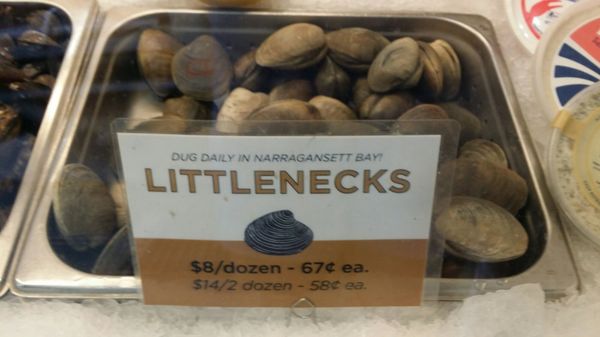 DUG DAILY IN NARRAGANSETT BAY!
LITTLENECKS
$8/dozen - 67¢ ea.
$14/2 dozen - 58¢ ea.